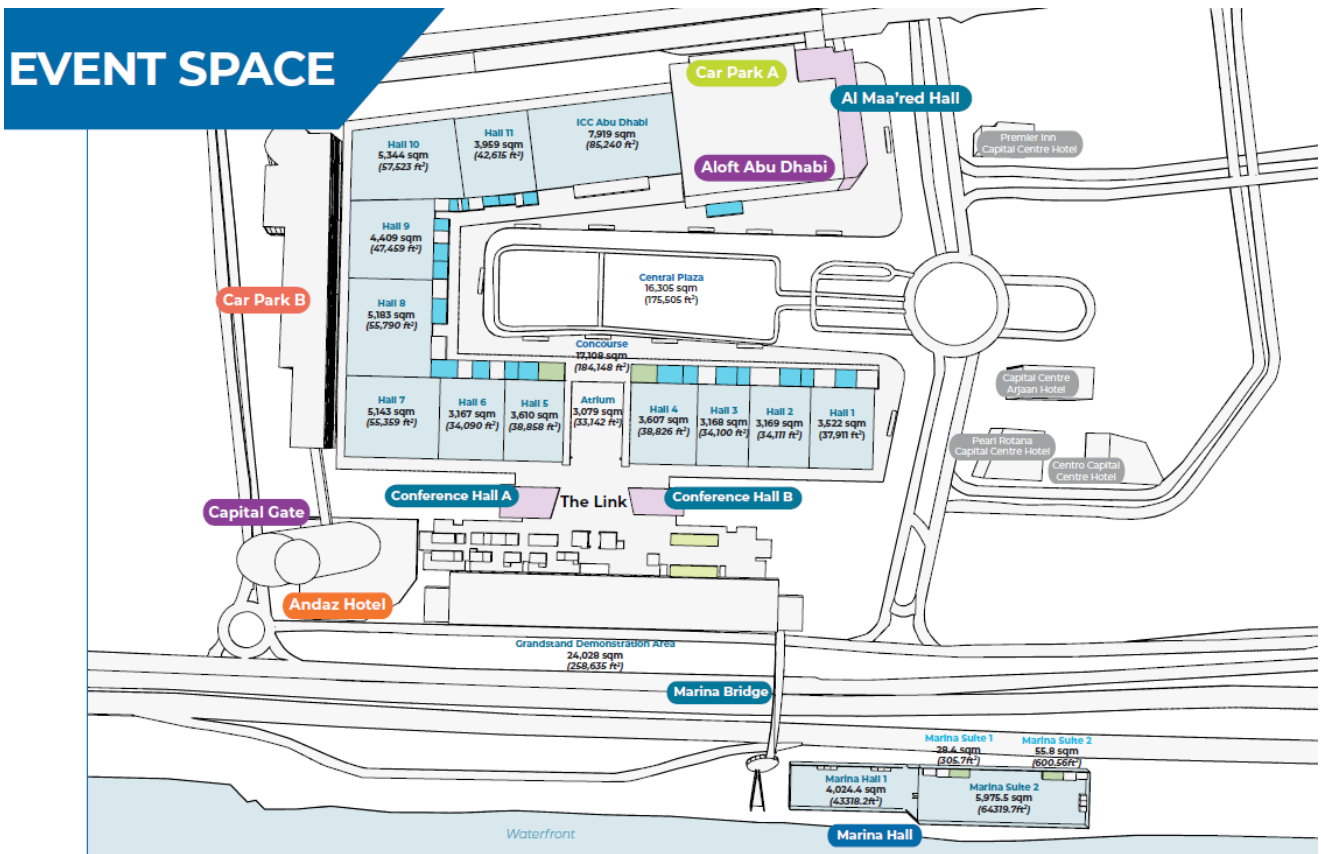 EVENT SPACE
Car Park A
Al Maa'red Hall
Aloft Abu Dhabi
Premier Inn
Capital Centre Hotel
Hall 10
5,344 sqm
(57,523 ft²)
Hall 11
3,959 sqm
(42,615 ft²)
ICC Abu Dhabi
7,919 sqm
(85,240 ft²)
Hall 9
4,409 sqm
(47,459 ft²)
Car Park B
Hall 8
5,183 sqm
(55,790 ft²)
Central Plaza
16,305 sqm
(175,505 ft²)
Concourse
17,108 sqm
(184,148 ft²)
Capital Centre
Arjaan Hotel
Hall 7
5,143 sqm
(55,359 ft²)
Hall 6
3,167 sqm
(34,090 ft²)
Hall 5
3,610 sqm
(38,858 ft²)
Atrium
3,079 sqm
(33,142 ft²)
Hall 4
3,607 sqm
(38,826 ft²)
Hall 3
3,168 sqm
(34,100 ft²)
Hall 2
3,169 sqm
(34,111 ft²)
Hall 1
3,522 sqm
(37,911 ft²)
Pearl Rotana
Capital Centre Hotel
Centro Capital
Centre Hotel
Conference Hall A
The Link
Conference Hall B
Capital Gate
Andaz Hotel
Grandstand Demonstration Area
24,028 sqm
(258,635 ft²)
Marina Bridge
Marina Suite 1
28.4 sqm
(305.7ft²)
Marina Suite 2
55.8 sqm
(600.56ft²)
Marina Hall 1
4,024.4 sqm
(43318.2ft²)
Marina Suite 2
5,975.5 sqm
(64319.7ft²)
Marina Hall
Waterfront